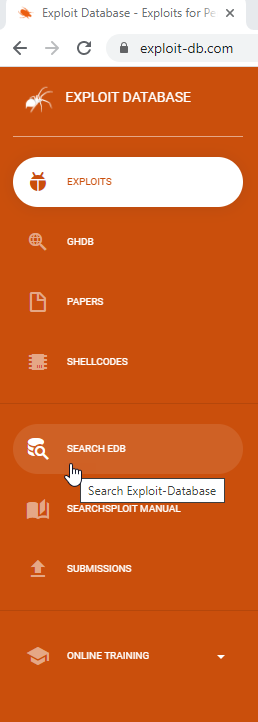 Exploit Database - Exploits for Pe
exploit-db.com
EXPLOIT DATABASE
EXPLOITS
GHDB
PAPERS
SHELLCODES
SEARCH EDB
Search Exploit-Database
SEARCHSPLOIT MANUAL
SUBMISSIONS
ONLINE TRAINING